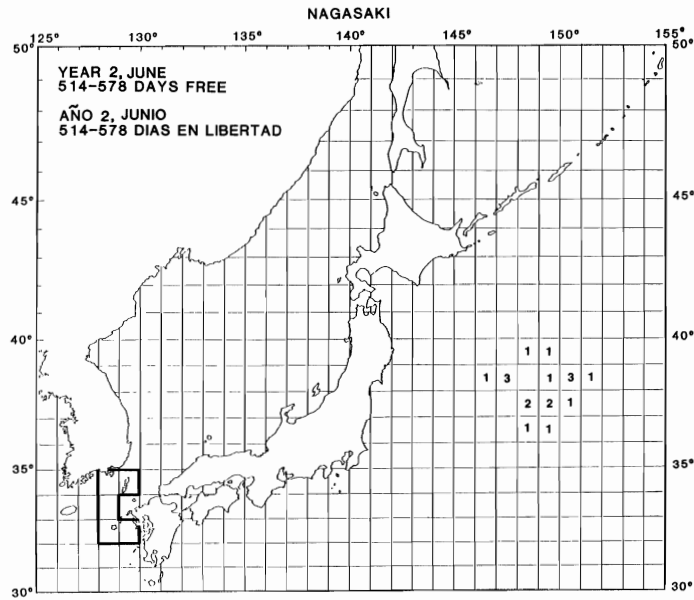 NAGASAKI
125° 130° 135° 140° 145° 150° 155°
50° 50°
YEAR 2, JUNE
514-578 DAYS FREE
AÑO 2, JUNIO
514-578 DIAS EN LIBERTAD
45° 45°
40° 40°
1 1
1 3 1 3 1
2 2 1
1 1
35° 35°
30° 30°